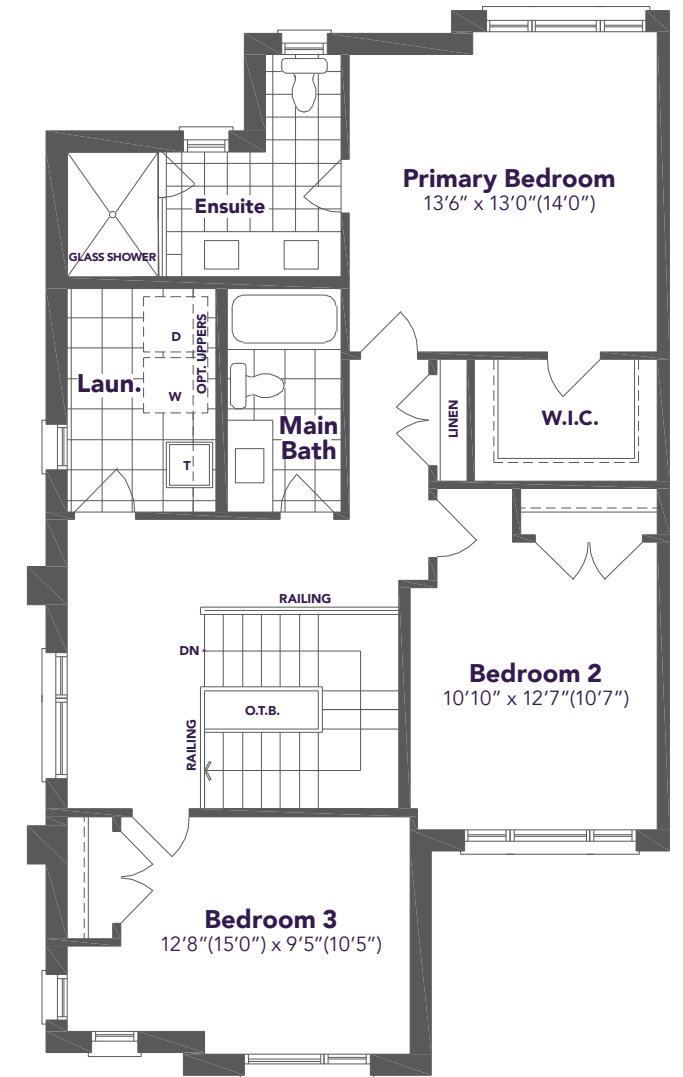 Primary Bedroom
13’6” x 13’0”(14’0”)
Ensuite
GLASS SHOWER
D
OPT. UPPERS
Laun.
W
T
Main
Bath
LINEN
W.I.C.
RAILING
DN
O.T.B.
RAILING
Bedroom 2
10’10” x 12’7”(10’7”)
Bedroom 3
12’8”(15’0”) x 9’5”(10’5”)